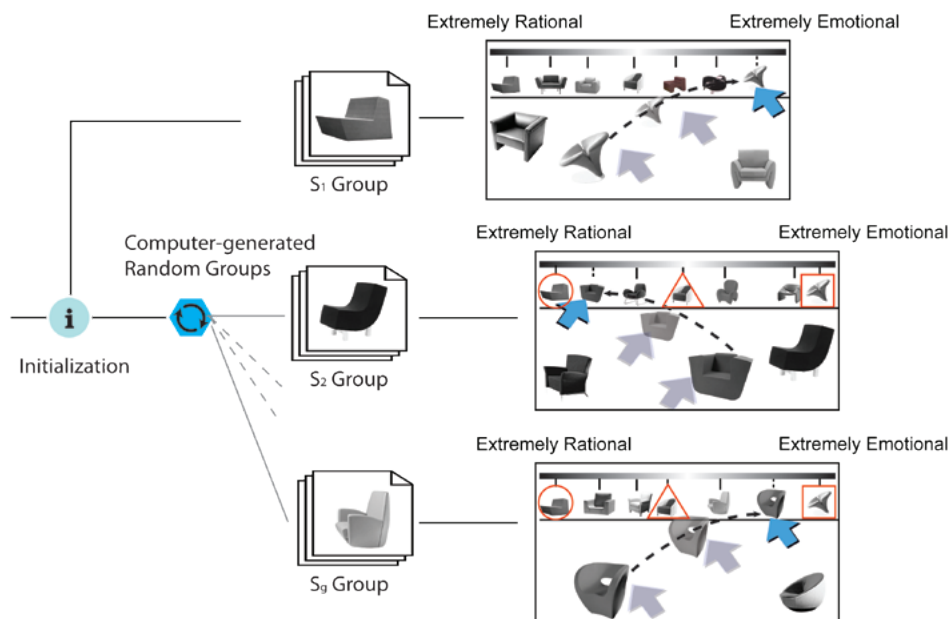 Extremely Rational
Extremely Emotional
S₁ Group
Computer-generated
Random Groups
Extremely Rational
Extremely Emotional
i
Initialization
S₂ Group
Extremely Rational
Extremely Emotional
Sg Group